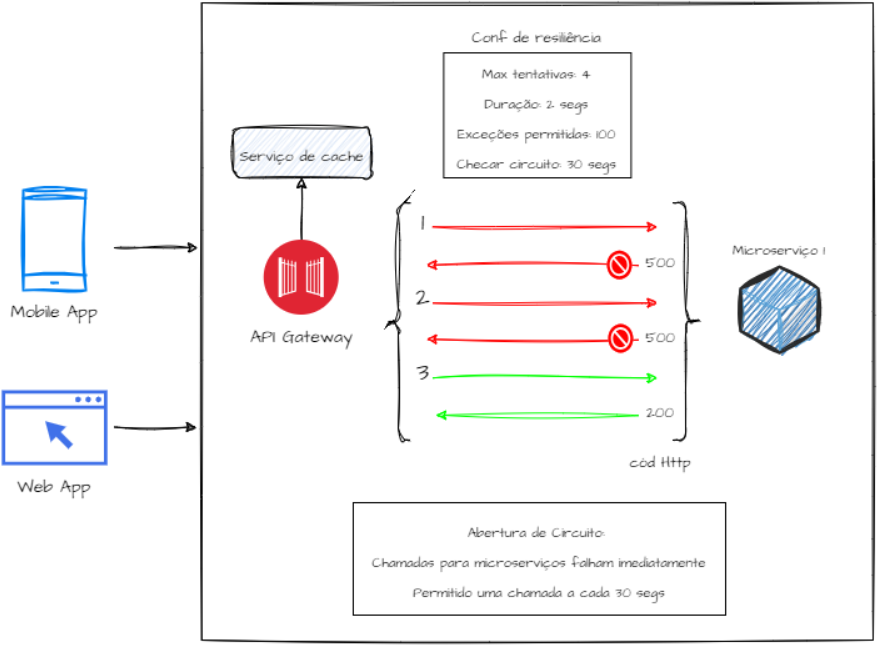 Conf de resiliência
Max tentativas: 4
Duração: 2 segs
Exceções permitidas: 100
Checar circuito: 30 segs
Serviço de cache
1
500
2
500
3
200
cód Http
Microserviço 1
Mobile App
API Gateway
Web App
Abertura de Circuito:
Chamadas para microserviços falham imediatamente
Permitido uma chamada a cada 30 segs